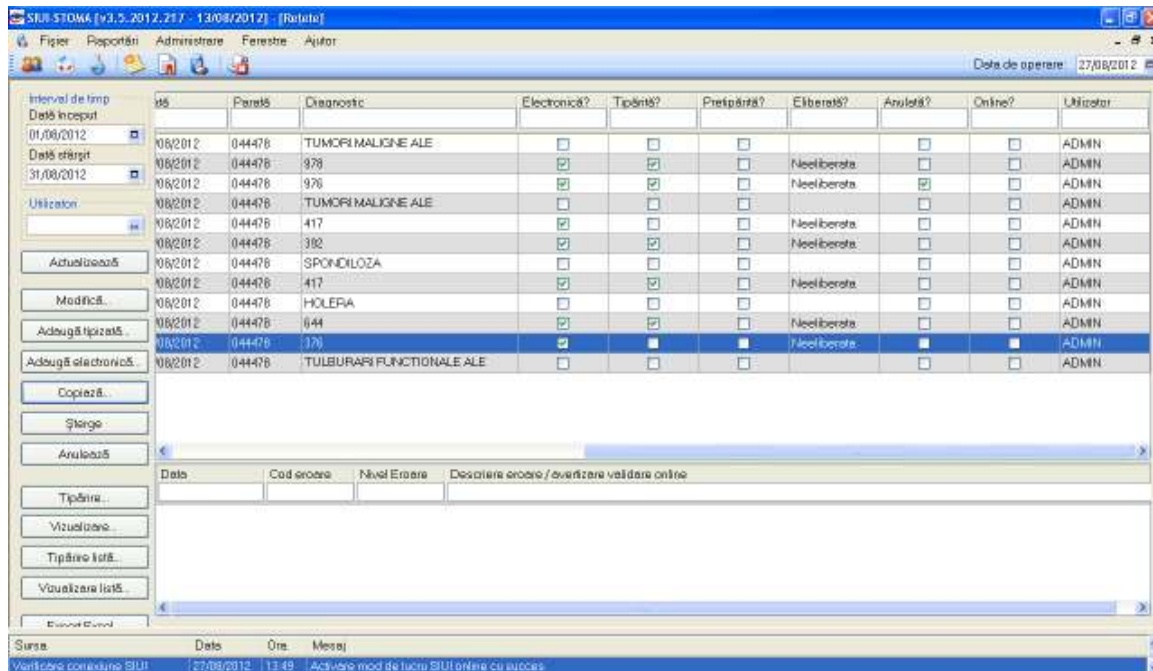 SIUI-STOMA [v3.5.2012.217 - 13/08/2012] - [Rețete]
Fișier Raportări Administrare Ferestre Ajutor
Data de operare: 27/08/2012
Interval de timp
Dată început
01/08/2012
Dată sfârșit
31/08/2012
Utilizatori
Actualizează
Modifică...
Adaugă tipizată...
Adaugă electronică...
Copiază...
Șterge
Anulează
Tipărire...
Vizualizare...
Tipărire listă...
Vizualizare listă...
Export Excel
Parafă Diagnostic Electronică? Tipărită? Pretipărită? Eliberată? Anulată? Online? Utilizator
/08/2012 044478 TUMORI MALIGNE ALE ADMIN
/08/2012 044478 978 Neeliberata ADMIN
/08/2012 044478 976 Neeliberata ADMIN
/08/2012 044478 TUMORI MALIGNE ALE ADMIN
/08/2012 044478 417 Neeliberata ADMIN
/08/2012 044478 392 Neeliberata ADMIN
/08/2012 044478 SPONDILOZA ADMIN
/08/2012 044478 417 Neeliberata ADMIN
/08/2012 044478 HOLERA ADMIN
/08/2012 044478 644 Neeliberata ADMIN
/08/2012 044478 376 Neeliberata ADMIN
/08/2012 044478 TULBURARI FUNCTIONALE ALE ADMIN
Data Cod eroare Nivel Eroare Descriere eroare / avertizare validare online
Sursa Data Ora Mesaj
Verificare conexiune SIUI 27/08/2012 13:49 Activare mod de lucru SIUI online cu succes